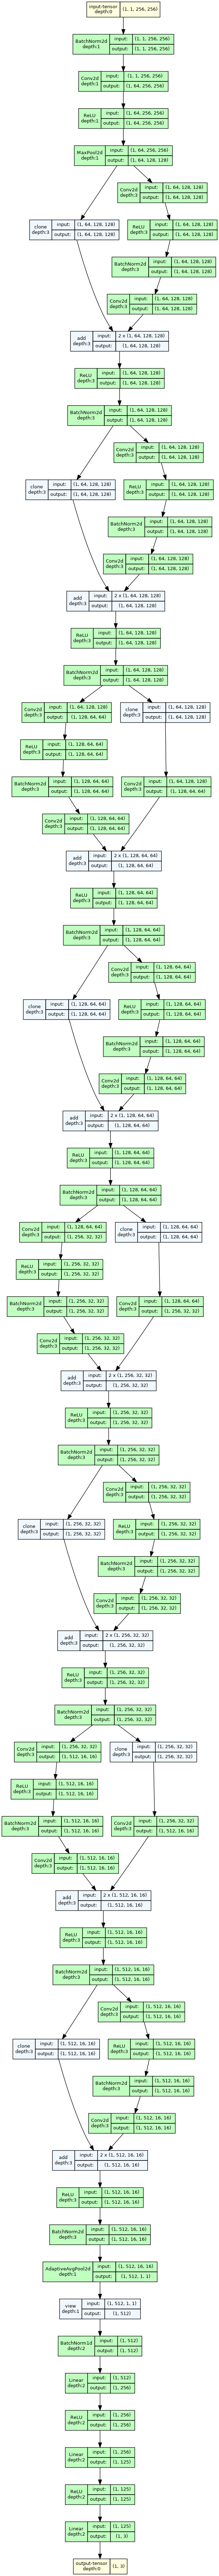 input-tensor
depth:0 (1, 1, 256, 256)
BatchNorm2d input: (1, 1, 256, 256)
depth:1 output: (1, 1, 256, 256)
Conv2d input: (1, 1, 256, 256)
depth:1 output: (1, 64, 256, 256)
ReLU input: (1, 64, 256, 256)
depth:1 output: (1, 64, 256, 256)
MaxPool2d input: (1, 64, 256, 256)
depth:1 output: (1, 64, 128, 128)
Conv2d input: (1, 64, 128, 128)
depth:3 output: (1, 64, 128, 128)
clone input: (1, 64, 128, 128)
depth:3 output: (1, 64, 128, 128)
ReLU input: (1, 64, 128, 128)
depth:3 output: (1, 64, 128, 128)
BatchNorm2d input: (1, 64, 128, 128)
depth:3 output: (1, 64, 128, 128)
Conv2d input: (1, 64, 128, 128)
depth:3 output: (1, 64, 128, 128)
add input: 2 x (1, 64, 128, 128)
depth:3 output: (1, 64, 128, 128)
ReLU input: (1, 64, 128, 128)
depth:3 output: (1, 64, 128, 128)
BatchNorm2d input: (1, 64, 128, 128)
depth:3 output: (1, 64, 128, 128)
Conv2d input: (1, 64, 128, 128)
depth:3 output: (1, 64, 128, 128)
clone input: (1, 64, 128, 128)
depth:3 output: (1, 64, 128, 128)
ReLU input: (1, 64, 128, 128)
depth:3 output: (1, 64, 128, 128)
BatchNorm2d input: (1, 64, 128, 128)
depth:3 output: (1, 64, 128, 128)
Conv2d input: (1, 64, 128, 128)
depth:3 output: (1, 64, 128, 128)
add input: 2 x (1, 64, 128, 128)
depth:3 output: (1, 64, 128, 128)
ReLU input: (1, 64, 128, 128)
depth:3 output: (1, 64, 128, 128)
BatchNorm2d input: (1, 64, 128, 128)
depth:3 output: (1, 64, 128, 128)
Conv2d input: (1, 64, 128, 128)
depth:3 output: (1, 128, 64, 64)
clone input: (1, 64, 128, 128)
depth:3 output: (1, 64, 128, 128)
ReLU input: (1, 128, 64, 64)
depth:3 output: (1, 128, 64, 64)
BatchNorm2d input: (1, 128, 64, 64)
depth:3 output: (1, 128, 64, 64)
Conv2d input: (1, 64, 128, 128)
depth:3 output: (1, 128, 64, 64)
Conv2d input: (1, 128, 64, 64)
depth:3 output: (1, 128, 64, 64)
add input: 2 x (1, 128, 64, 64)
depth:3 output: (1, 128, 64, 64)
ReLU input: (1, 128, 64, 64)
depth:3 output: (1, 128, 64, 64)
BatchNorm2d input: (1, 128, 64, 64)
depth:3 output: (1, 128, 64, 64)
Conv2d input: (1, 128, 64, 64)
depth:3 output: (1, 128, 64, 64)
clone input: (1, 128, 64, 64)
depth:3 output: (1, 128, 64, 64)
ReLU input: (1, 128, 64, 64)
depth:3 output: (1, 128, 64, 64)
BatchNorm2d input: (1, 128, 64, 64)
depth:3 output: (1, 128, 64, 64)
Conv2d input: (1, 128, 64, 64)
depth:3 output: (1, 128, 64, 64)
add input: 2 x (1, 128, 64, 64)
depth:3 output: (1, 128, 64, 64)
ReLU input: (1, 128, 64, 64)
depth:3 output: (1, 128, 64, 64)
BatchNorm2d input: (1, 128, 64, 64)
depth:3 output: (1, 128, 64, 64)
Conv2d input: (1, 128, 64, 64)
depth:3 output: (1, 256, 32, 32)
clone input: (1, 128, 64, 64)
depth:3 output: (1, 128, 64, 64)
ReLU input: (1, 256, 32, 32)
depth:3 output: (1, 256, 32, 32)
BatchNorm2d input: (1, 256, 32, 32)
depth:3 output: (1, 256, 32, 32)
Conv2d input: (1, 128, 64, 64)
depth:3 output: (1, 256, 32, 32)
Conv2d input: (1, 256, 32, 32)
depth:3 output: (1, 256, 32, 32)
add input: 2 x (1, 256, 32, 32)
depth:3 output: (1, 256, 32, 32)
ReLU input: (1, 256, 32, 32)
depth:3 output: (1, 256, 32, 32)
BatchNorm2d input: (1, 256, 32, 32)
depth:3 output: (1, 256, 32, 32)
Conv2d input: (1, 256, 32, 32)
depth:3 output: (1, 256, 32, 32)
clone input: (1, 256, 32, 32)
depth:3 output: (1, 256, 32, 32)
ReLU input: (1, 256, 32, 32)
depth:3 output: (1, 256, 32, 32)
BatchNorm2d input: (1, 256, 32, 32)
depth:3 output: (1, 256, 32, 32)
Conv2d input: (1, 256, 32, 32)
depth:3 output: (1, 256, 32, 32)
add input: 2 x (1, 256, 32, 32)
depth:3 output: (1, 256, 32, 32)
ReLU input: (1, 256, 32, 32)
depth:3 output: (1, 256, 32, 32)
BatchNorm2d input: (1, 256, 32, 32)
depth:3 output: (1, 256, 32, 32)
Conv2d input: (1, 256, 32, 32)
depth:3 output: (1, 512, 16, 16)
clone input: (1, 256, 32, 32)
depth:3 output: (1, 256, 32, 32)
ReLU input: (1, 512, 16, 16)
depth:3 output: (1, 512, 16, 16)
BatchNorm2d input: (1, 512, 16, 16)
depth:3 output: (1, 512, 16, 16)
Conv2d input: (1, 256, 32, 32)
depth:3 output: (1, 512, 16, 16)
Conv2d input: (1, 512, 16, 16)
depth:3 output: (1, 512, 16, 16)
add input: 2 x (1, 512, 16, 16)
depth:3 output: (1, 512, 16, 16)
ReLU input: (1, 512, 16, 16)
depth:3 output: (1, 512, 16, 16)
BatchNorm2d input: (1, 512, 16, 16)
depth:3 output: (1, 512, 16, 16)
Conv2d input: (1, 512, 16, 16)
depth:3 output: (1, 512, 16, 16)
clone input: (1, 512, 16, 16)
depth:3 output: (1, 512, 16, 16)
ReLU input: (1, 512, 16, 16)
depth:3 output: (1, 512, 16, 16)
BatchNorm2d input: (1, 512, 16, 16)
depth:3 output: (1, 512, 16, 16)
Conv2d input: (1, 512, 16, 16)
depth:3 output: (1, 512, 16, 16)
add input: 2 x (1, 512, 16, 16)
depth:3 output: (1, 512, 16, 16)
ReLU input: (1, 512, 16, 16)
depth:3 output: (1, 512, 16, 16)
BatchNorm2d input: (1, 512, 16, 16)
depth:3 output: (1, 512, 16, 16)
AdaptiveAvgPool2d input: (1, 512, 16, 16)
depth:1 output: (1, 512, 1, 1)
view input: (1, 512, 1, 1)
depth:1 output: (1, 512)
BatchNorm1d input: (1, 512)
depth:2 output: (1, 512)
Linear input: (1, 512)
depth:2 output: (1, 256)
ReLU input: (1, 256)
depth:2 output: (1, 256)
Linear input: (1, 256)
depth:2 output: (1, 125)
ReLU input: (1, 125)
depth:2 output: (1, 125)
Linear input: (1, 125)
depth:2 output: (1, 3)
output-tensor
depth:0 (1, 3)